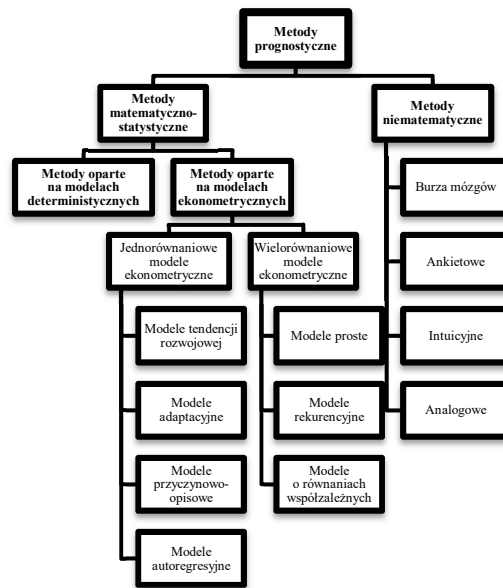 Metody
prognostyczne
Metody
matematyczno-
statystyczne
Metody
niematematyczne
Metody oparte
na modelach
deterministycznych
Metody oparte
na modelach
ekonometrycznych
Burza mózgów
Jednorównaniowe
modele
ekonometryczne
Wielorównaniowe
modele
ekonometryczne
Ankietowe
Modele tendencji
rozwojowej
Modele proste
Intuicyjne
Modele
adaptacyjne
Modele
rekurencyjne
Analogowe
Modele
przyczynowo-
opisowe
Modele
o równaniach
współzależnych
Modele
autoregresyjne